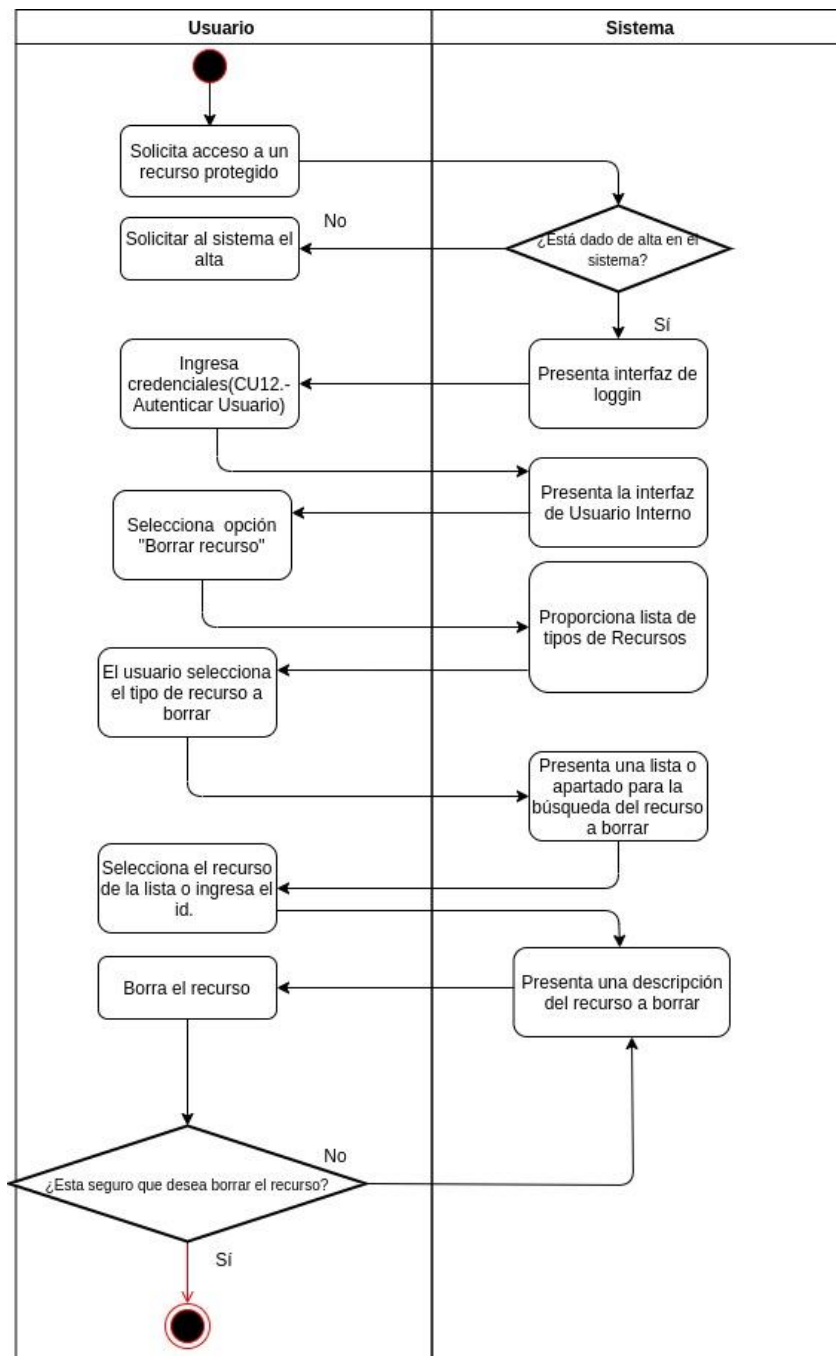 Usuario
Sistema
Solicita acceso a un
recurso protegido
No
Solicitar al sistema el
alta
¿Está dado de alta en el
sistema?
Sí
Ingresa
credenciales(CU12.-
Autenticar Usuario)
Presenta interfaz de
loggin
Presenta la interfaz
de Usuario Interno
Selecciona opción
"Borrar recurso"
Proporciona lista de
tipos de Recursos
El usuario selecciona
el tipo de recurso a
borrar
Presenta una lista o
apartado para la
búsqueda del recurso
a borrar
Selecciona el recurso
de la lista o ingresa el
id.
Borra el recurso
Presenta una descripción
del recurso a borrar
No
¿Esta seguro que desea borrar el recurso?
Sí